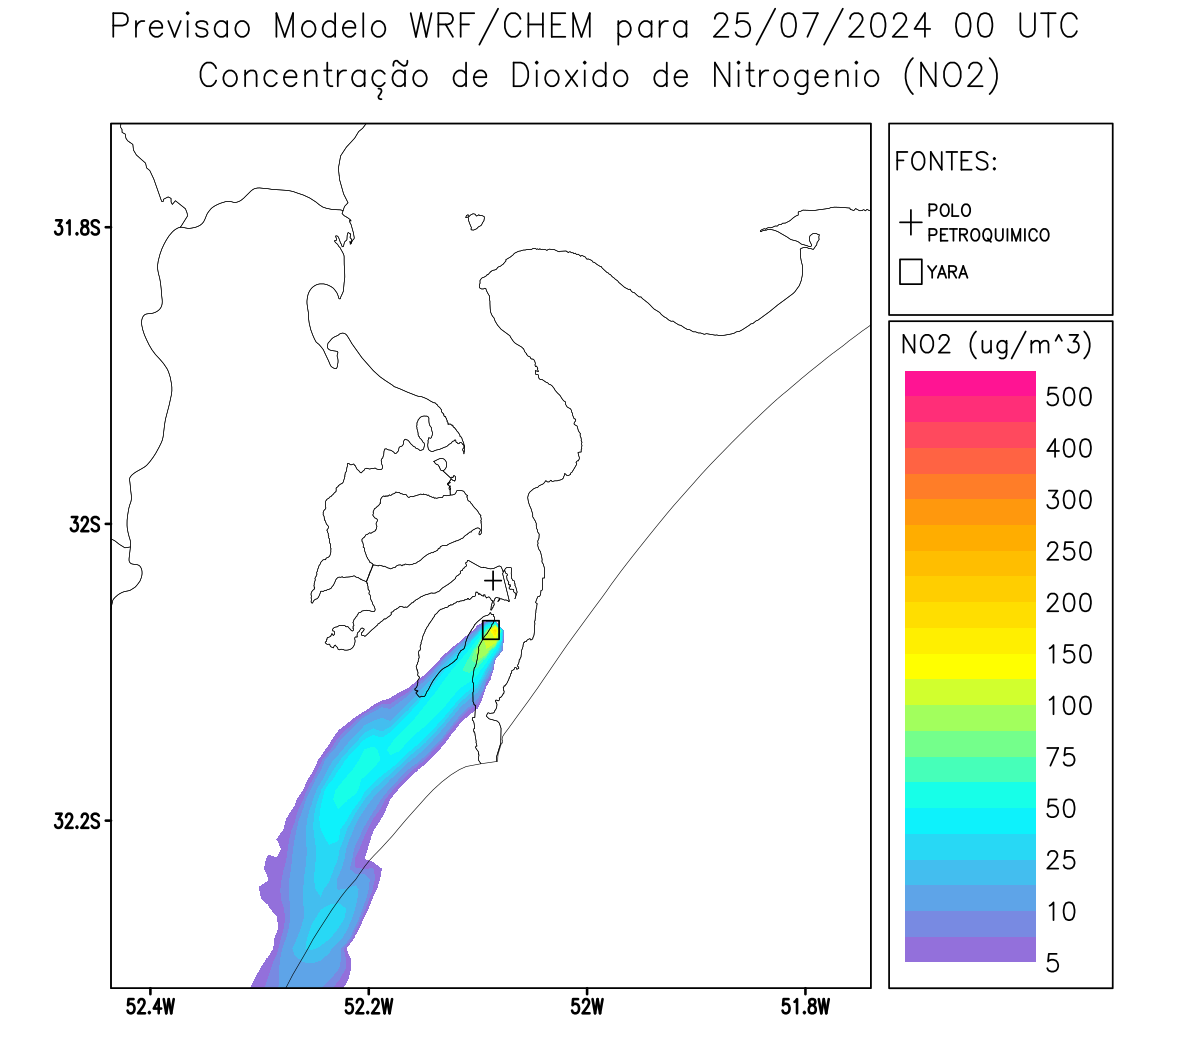 Previsao Modelo WRF/CHEM para 25/07/2024 00 UTC
Concentração de Dioxido de Nitrogenio (NO2)
FONTES:
POLO
PETROQUIMICO
YARA
NO2 (ug/m^3)
500
400
300
250
200
150
100
75
50
25
10
5
31.8S
32S
32.2S
52.4W
52.2W
52W
51.8W